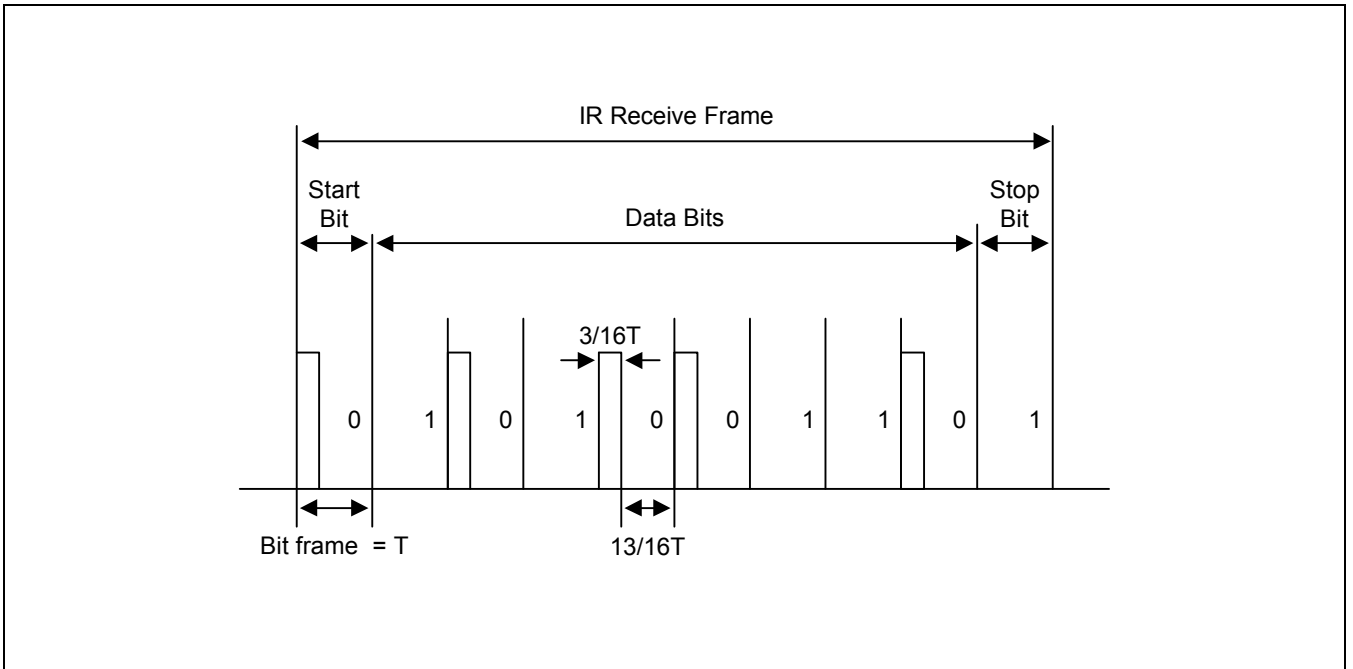 IR Receive Frame
Start
Bit
Data Bits
Stop
Bit
3/16T
0 1 0 1 0 0 1 1 0 1
Bit frame = T
13/16T